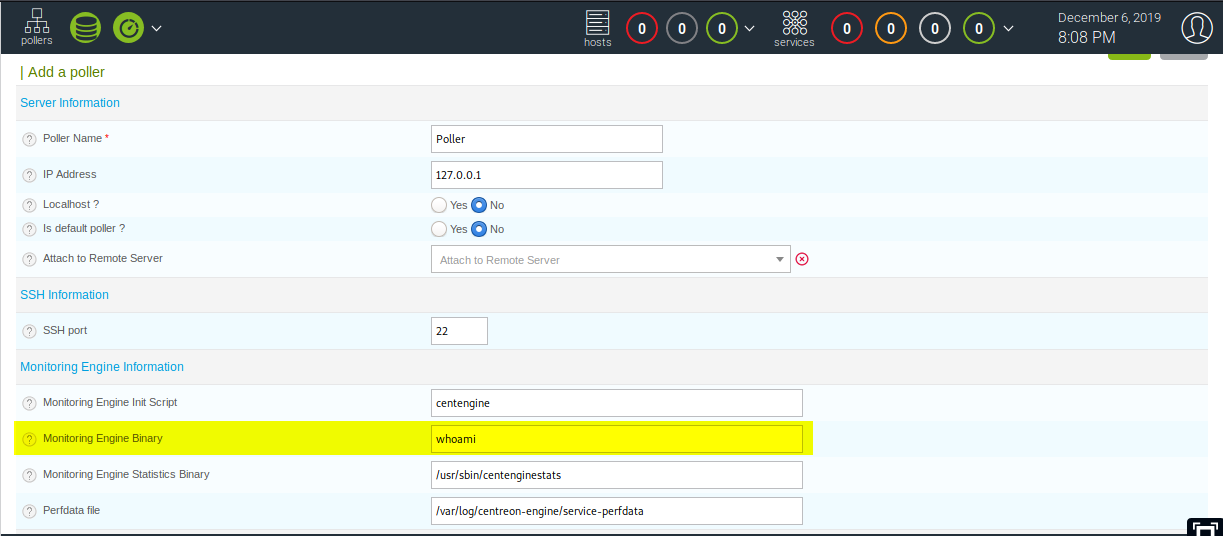 pollers
hosts
0
0
0
services
0
0
0
0
December 6, 2019
8:08 PM
| Add a poller
Server Information
? Poller Name * Poller
? IP Address 127.0.0.1
? Localhost ? Yes No
? Is default poller ? Yes No
? Attach to Remote Server Attach to Remote Server
SSH Information
? SSH port 22
Monitoring Engine Information
? Monitoring Engine Init Script centengine
? Monitoring Engine Binary whoami
? Monitoring Engine Statistics Binary /usr/sbin/centenginestats
? Perfdata file /var/log/centreon-engine/service-perfdata